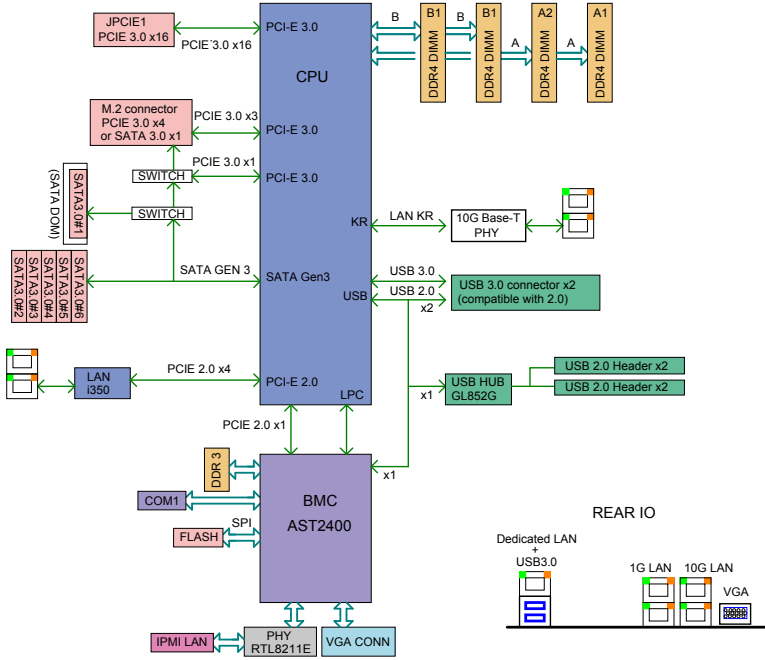 JPCIE1
PCIE 3.0 x16
PCIE 3.0 x16
PCI-E 3.0
CPU
B
B
A
A
B1
DDR4 DIMM
B1
DDR4 DIMM
A2
DDR4 DIMM
A1
DDR4 DIMM
M.2 connector
PCIE 3.0 x4
or SATA 3.0 x1
PCIE 3.0 x3
PCI-E 3.0
PCIE 3.0 x1
PCI-E 3.0
SWITCH
SWITCH
SATA3.0#1
(SATA DOM)
KR
LAN KR
10G Base-T
PHY
SATA3.0#2
SATA3.0#3
SATA3.0#4
SATA3.0#5
SATA3.0#6
SATA GEN 3
SATA Gen3
USB
USB 3.0
USB 2.0
x2
USB 3.0 connector x2
(compatible with 2.0)
LAN
i350
PCIE 2.0 x4
PCI-E 2.0
LPC
x1
USB HUB
GL852G
USB 2.0 Header x2
USB 2.0 Header x2
PCIE 2.0 x1
x1
DDR 3
COM1
SPI
FLASH
BMC
AST2400
IPMI LAN
PHY
RTL8211E
VGA CONN
REAR IO
Dedicated LAN
+
USB3.0
1G LAN
10G LAN
VGA